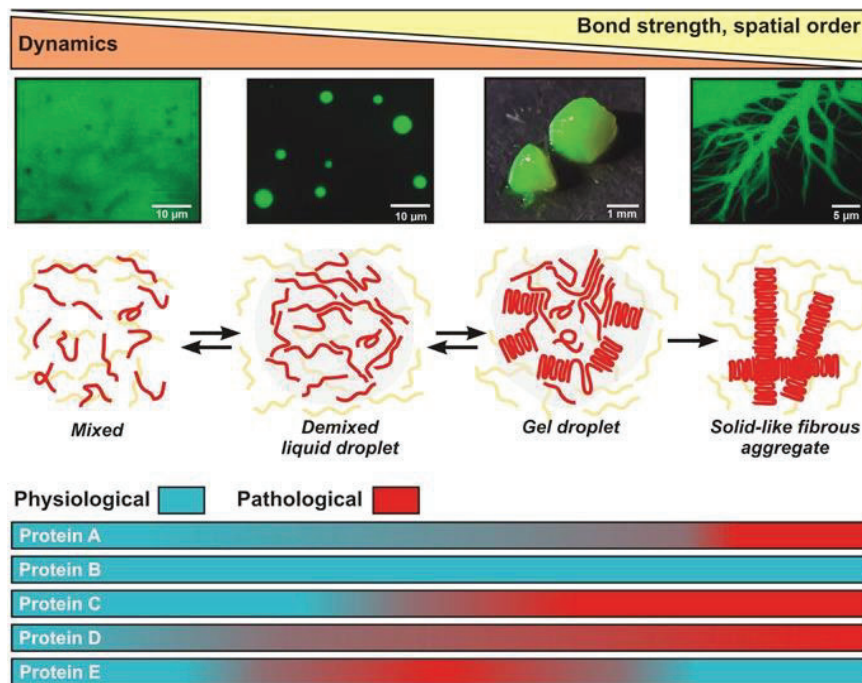 Bond strength, spatial order
Dynamics
10 µm
10 µm
1 mm
5 µm
Mixed
Demixed
liquid droplet
Gel droplet
Solid-like fibrous
aggregate
Physiological
Pathological
Protein A
Protein B
Protein C
Protein D
Protein E